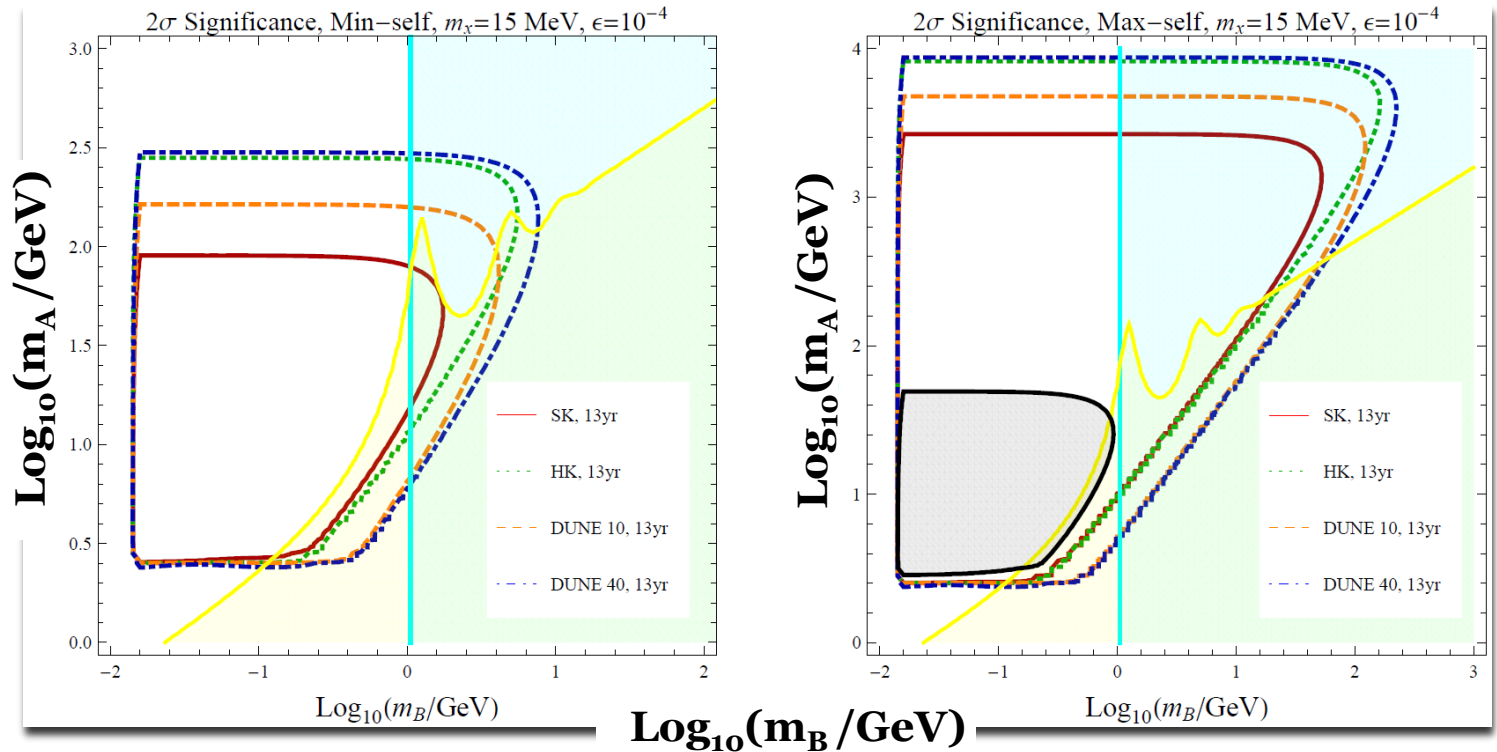 2σ Significance, Min−self, mx=15 MeV, ϵ=10−4
3.0
2.5
2.0
1.5
1.0
0.5
0.0
Log10(mA/GeV)
SK, 13yr
HK, 13yr
DUNE 10, 13yr
DUNE 40, 13yr
−2
−1
0
1
2
Log10(mB/GeV)
2σ Significance, Max−self, mx=15 MeV, ϵ=10−4
4
3
2
1
0
Log10(mA/GeV)
SK, 13yr
HK, 13yr
DUNE 10, 13yr
DUNE 40, 13yr
−2
−1
0
1
2
3
Log10(mB/GeV)
Log10(mB/GeV)